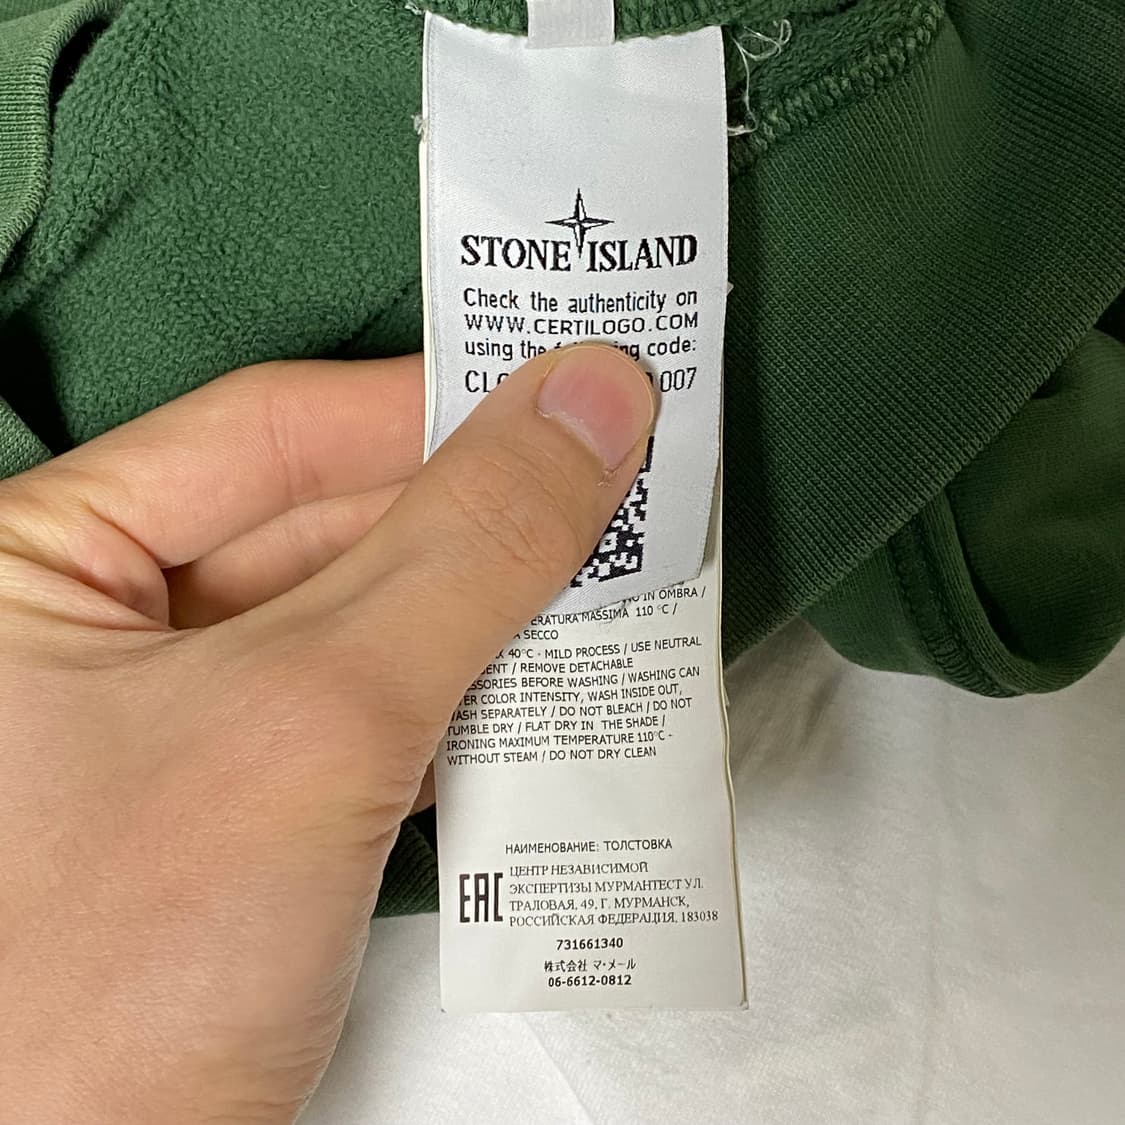 STONE ISLAND
Check the authenticity on
WWW.CERTILOGO.COM
using the code:
007
IN OMBRA /
MASSIMA 110 °C /
SECCO
40°C - MILD PROCESS / USE NEUTRAL
/ REMOVE DETACHABLE
BEFORE WASHING / WASHING CAN
COLOR INTENSITY, WASH INSIDE OUT,
SEPARATELY / DO NOT BLEACH / DO NOT
TUMBLE DRY / FLAT DRY IN THE SHADE /
IRONING MAXIMUM TEMPERATURE 110°C -
WITHOUT STEAM / DO NOT DRY CLEAN
НАИМЕНОВАНИЕ: ТОЛСТОВКА
EAC
ЦЕНТР НЕЗАВИСИМОЙ
ЭКСПЕРТИЗЫ МУРМАНТЕСТ УЛ.
ТРАЛОВАЯ, 49, Г. МУРМАНСК,
РОССИЙСКАЯ ФЕДЕРАЦИЯ, 183038
731661340
株式会社 マ・メール
06-6612-0812